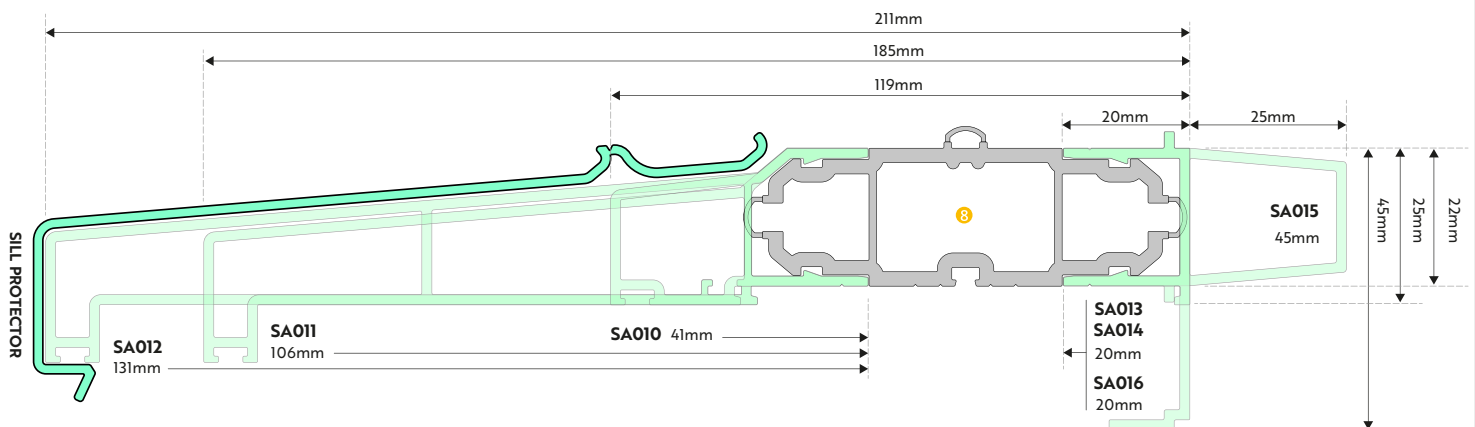 211mm
185mm
119mm
20mm
25mm
8
SA015
45mm
45mm
25mm
22mm
SILL PROTECTOR
SA012
131mm
SA011
106mm
SA010 41mm
SA013
SA014
20mm
SA016
20mm